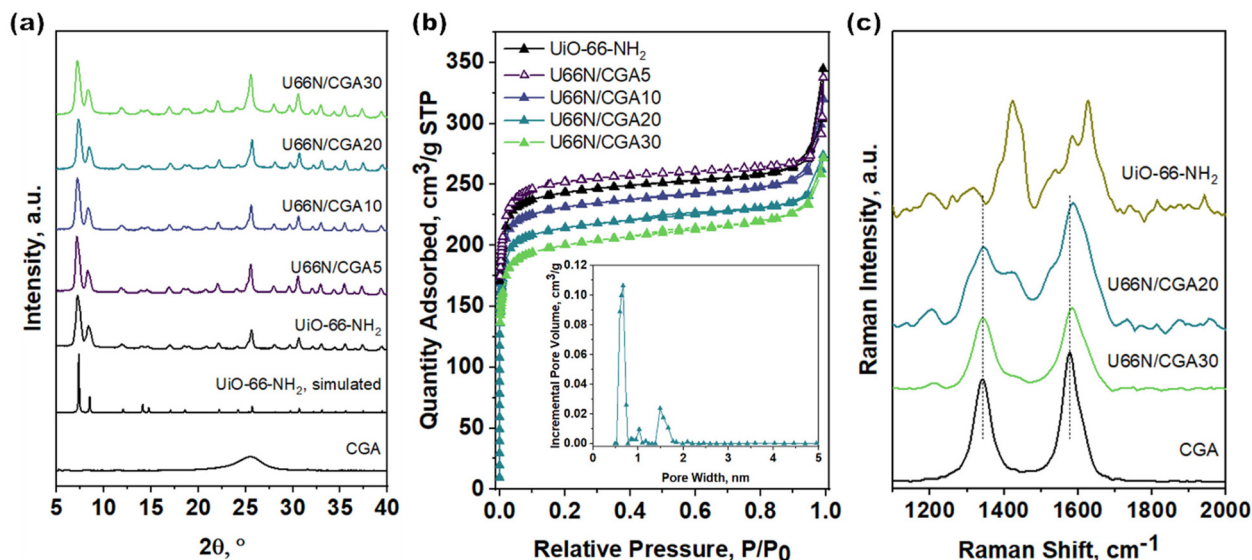 (a)
U66N/CGA30
U66N/CGA20
U66N/CGA10
U66N/CGA5
UiO-66-NH₂
UiO-66-NH₂, simulated
CGA
Intensity, a.u.
5 10 15 20 25 30 35 40
2θ, °
(b)
UiO-66-NH₂
U66N/CGA5
U66N/CGA10
U66N/CGA20
U66N/CGA30
Quantity Adsorbed, cm³/g STP
350
300
250
200
150
100
50
0
0.0 0.2 0.4 0.6 0.8 1.0
Relative Pressure, P/P₀
Incremental Pore Volume, cm³/g
0.12
0.10
0.08
0.06
0.04
0.02
0.00
0 1 2 3 4 5
Pore Width, nm
(c)
UiO-66-NH₂
U66N/CGA20
U66N/CGA30
CGA
Raman Intensity, a.u.
1200 1400 1600 1800 2000
Raman Shift, cm⁻¹